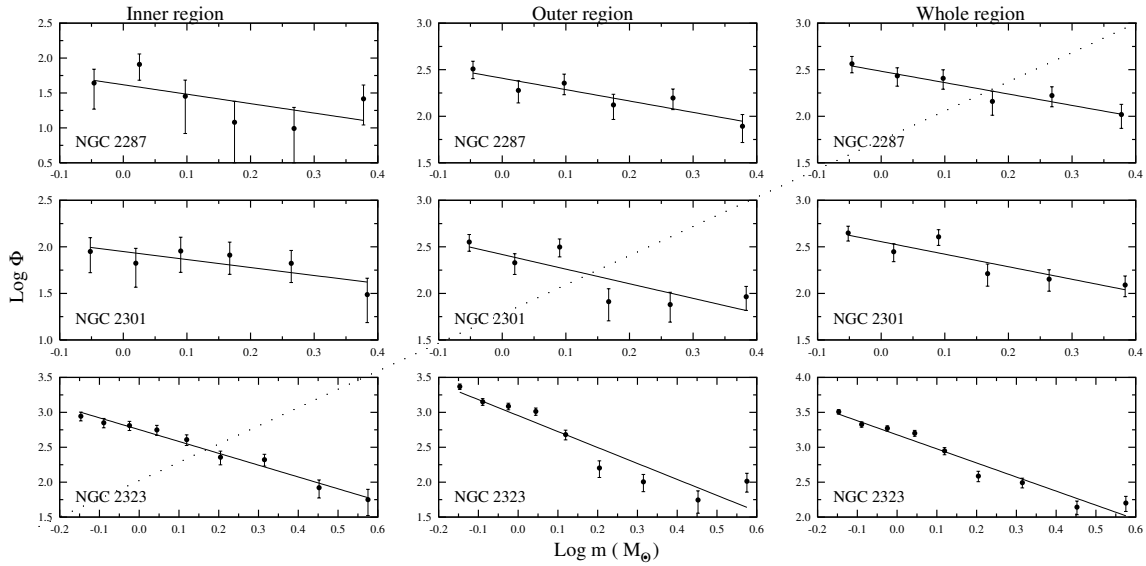 Inner region Outer region Whole region
2.5 3.0 3.0
2.0 2.5 2.5
1.5
1.0 2.0 2.0
NGC 2287 NGC 2287 NGC 2287
0.5 1.5 1.5
-0.1 0.0 0.1 0.2 0.3 0.4 -0.1 0.0 0.1 0.2 0.3 0.4 -0.1 0.0 0.1 0.2 0.3 0.4
2.5 3.0 3.0
2.0 2.5 2.5
Log Φ
1.5 2.0 2.0
NGC 2301 NGC 2301 NGC 2301
1.0 1.5 1.5
-0.1 0.0 0.1 0.2 0.3 0.4 -0.1 0.0 0.1 0.2 0.3 0.4 -0.1 0.0 0.1 0.2 0.3 0.4
3.5 3.5 4.0
3.0 3.0 3.5
2.5 2.5 3.0
2.0 2.0 2.5
NGC 2323 NGC 2323 NGC 2323
1.5 1.5 2.0
-0.2 -0.1 0.0 0.1 0.2 0.3 0.4 0.5 0.6 -0.2 -0.1 0.0 0.1 0.2 0.3 0.4 0.5 0.6 -0.2 -0.1 0.0 0.1 0.2 0.3 0.4 0.5 0.6
Log m ( M⊙)